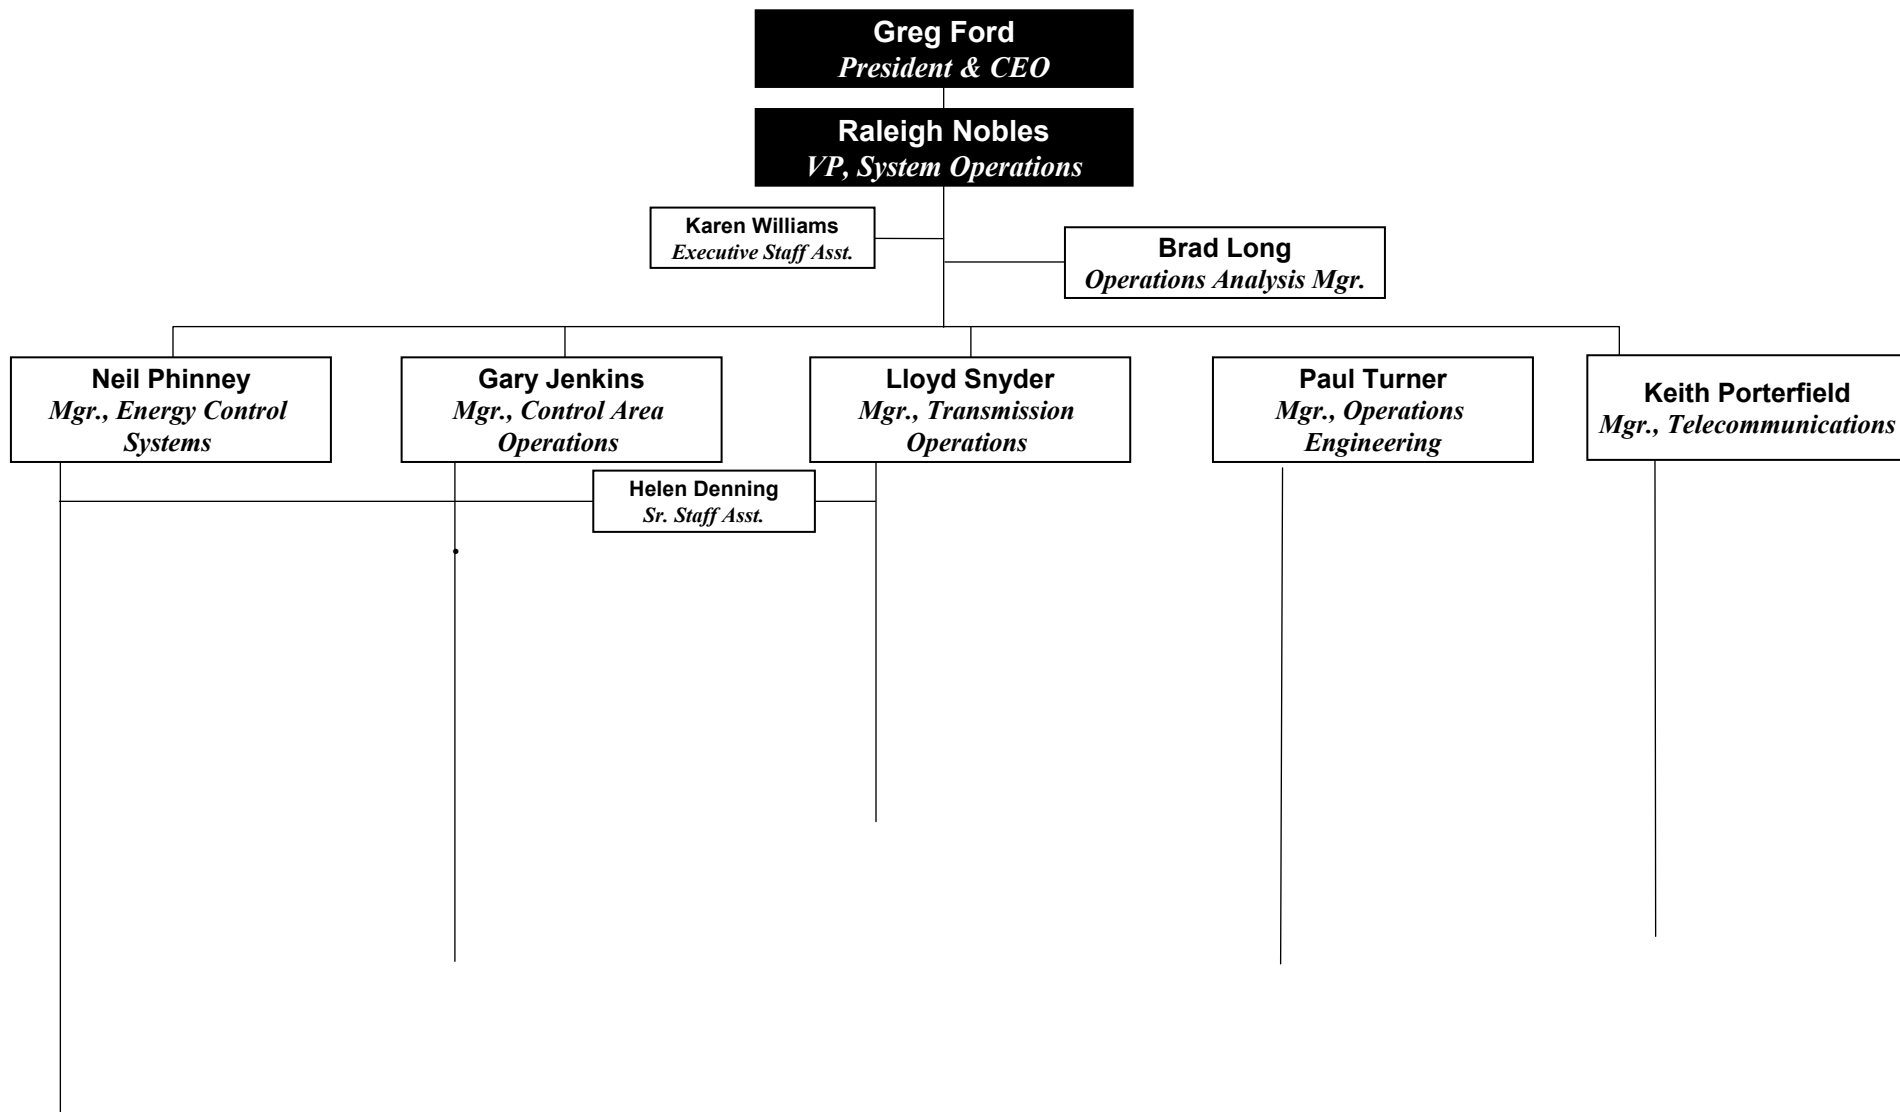 Greg Ford
President & CEO
Raleigh Nobles
VP, System Operations
Karen Williams
Executive Staff Asst.
Brad Long
Operations Analysis Mgr.
Neil Phinney
Mgr., Energy Control
Systems
Gary Jenkins
Mgr., Control Area
Operations
Lloyd Snyder
Mgr., Transmission
Operations
Paul Turner
Mgr., Operations
Engineering
Keith Porterfield
Mgr., Telecommunications
Helen Denning
Sr. Staff Asst.